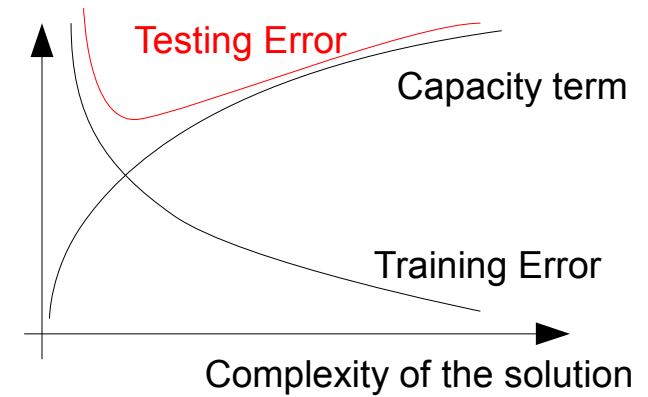 Testing Error
Capacity term
Training Error
Complexity of the solution